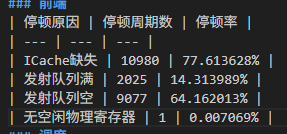 ### 前端
| 停顿原因 | 停顿周期数 | 停顿率 |
| --- | --- | --- |
| ICache缺失 | 10980 | 77.613628% |
| 发射队列满 | 2025 | 14.313989% |
| 发射队列空 | 9077 | 64.162013% |
| 无空闲物理寄存器 | 1 | 0.007069% |